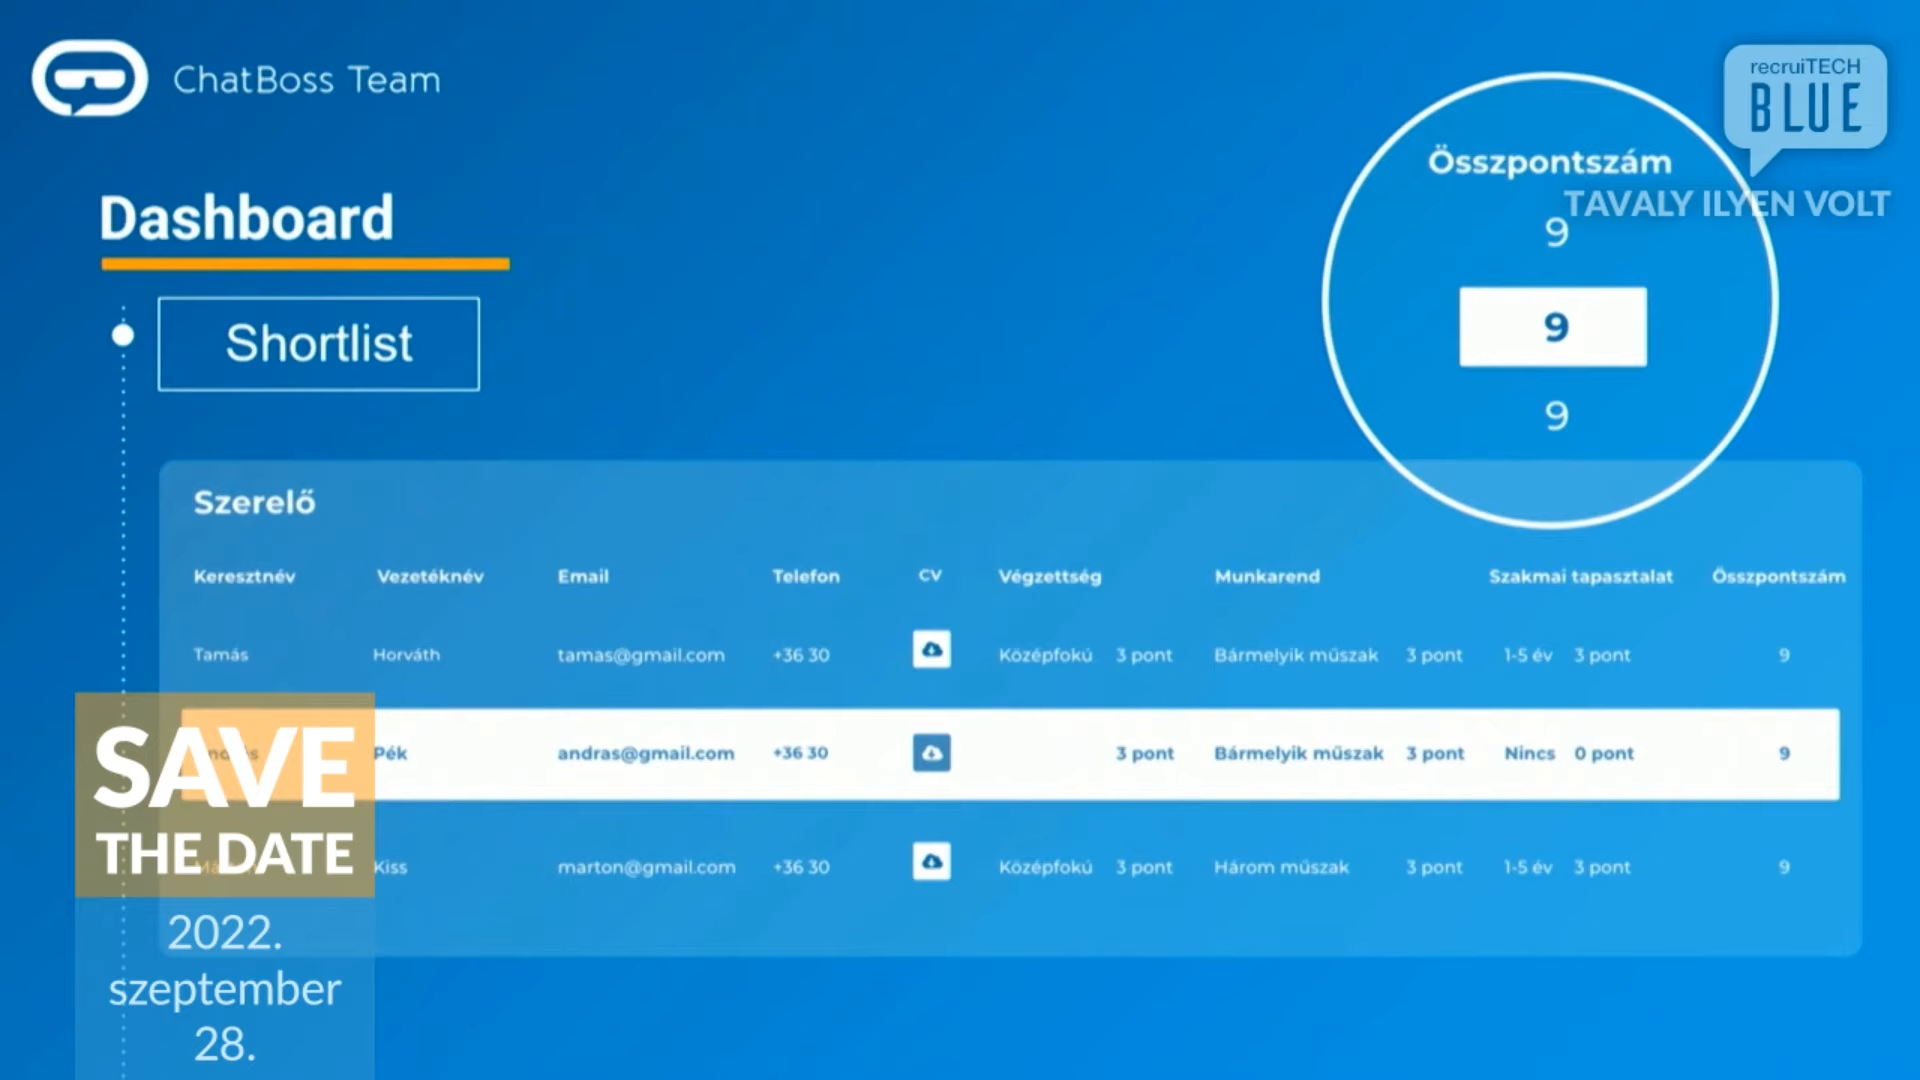 ChatBoss Team
recruiTECH
BLUE
TAVALY ILYEN VOLT
Dashboard
Shortlist
Összpontszám
9
9
9
Szerelő
Keresztnév Vezetéknév Email Telefon CV Végzettség Munkarend Szakmai tapasztalat Összpontszám
Tamás Horváth tamas@gmail.com +36 30 Középfokú 3 pont Bármelyik műszak 3 pont 1-5 év 3 pont 9
Pék andras@gmail.com +36 30 3 pont Bármelyik műszak 3 pont Nincs 0 pont 9
Kiss marton@gmail.com +36 30 Középfokú 3 pont Három műszak 3 pont 1-5 év 3 pont 9
SAVE
THE DATE
2022.
szeptember
28.